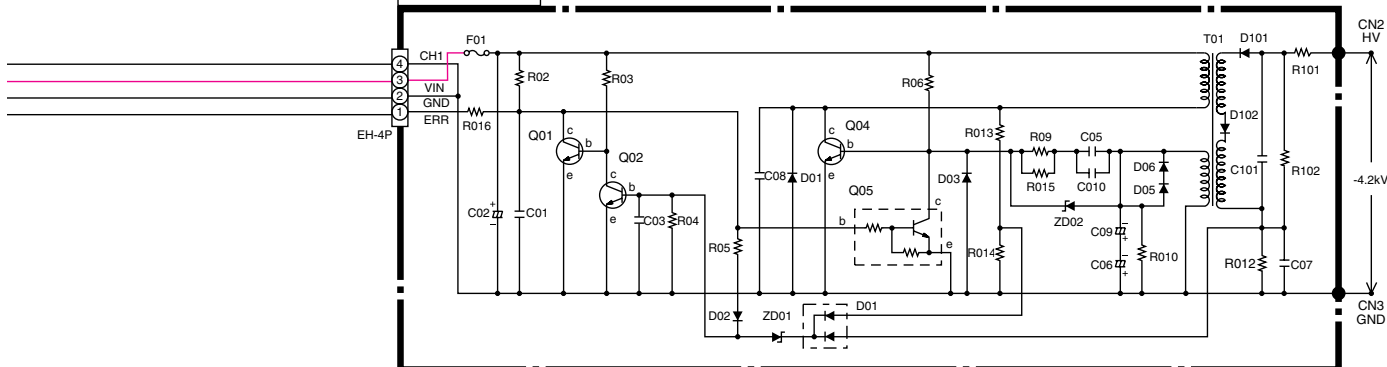 CN2
HV
F01
T01
D101
4
CH1
3
R02
R03
R06
R101
VIN
2
GND
1
ERR
D102
EH-4P
R016
c
Q04
R013
R09
C05
Q01
b
Q02
b
D06
C101
R102
-4.2kV
e
c
C08
D01
e
Q05
D03
R015
C010
D05
b
c
ZD02
+
C02
–
C01
e
C03
R04
b
e
C09
–
+
R05
R014
C06
–
+
R010
R012
C07
D02
ZD01
D01
CN3
GND